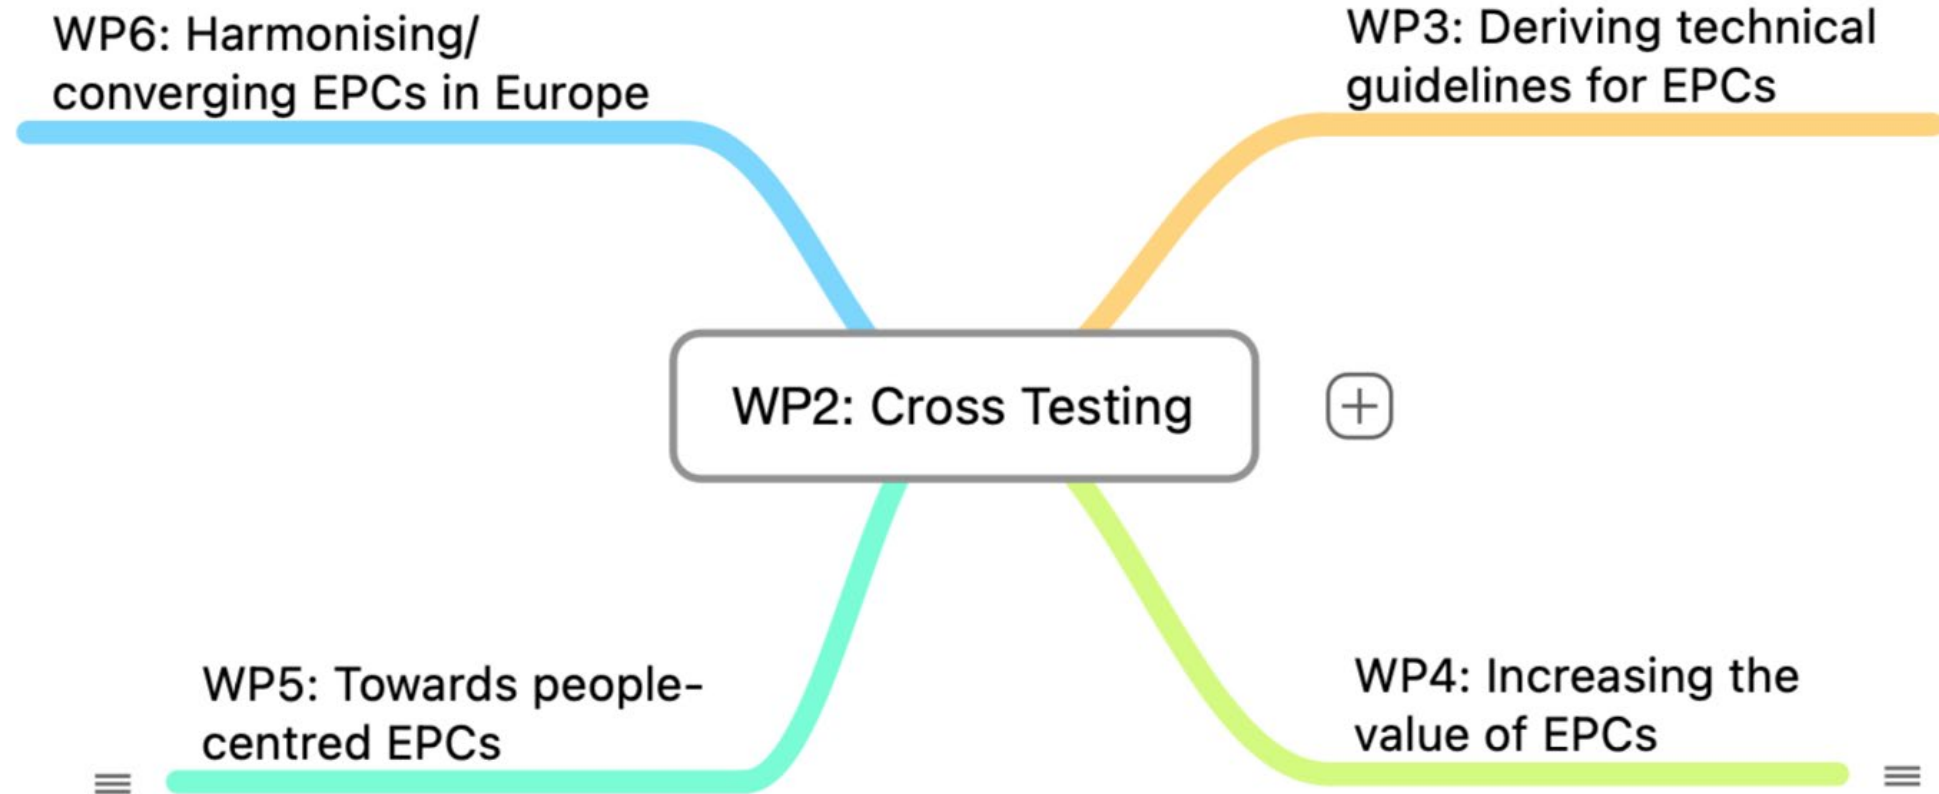 WP6: Harmonising/
converging EPCs in Europe
WP3: Deriving technical
guidelines for EPCs
WP2: Cross Testing
WP5: Towards people-
centred EPCs
WP4: Increasing the
value of EPCs